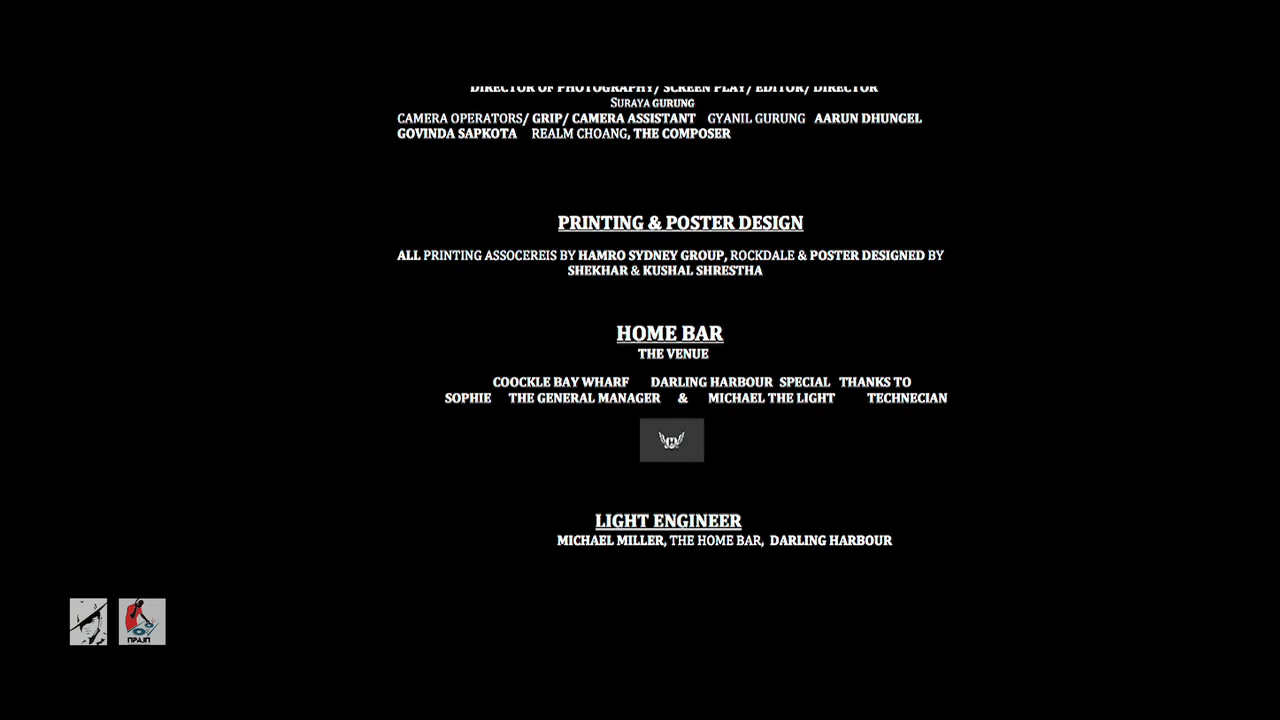 DIRECTOR OF PHOTOGRAPHY/ SCREEN PLAY/ EDITOR/ DIRECTOR
SURAYA GURUNG
CAMERA OPERATORS/ GRIP/ CAMERA ASSISTANT GYANIL GURUNG AARUN DHUNGEL
GOVINDA SAPKOTA REALM CHOANG, THE COMPOSER
PRINTING & POSTER DESIGN
ALL PRINTING ASSOCEREIS BY HAMRO SYDNEY GROUP, ROCKDALE & POSTER DESIGNED BY
SHEKHAR & KUSHAL SHRESTHA
HOME BAR
THE VENUE
COOCKLE BAY WHARF DARLING HARBOUR SPECIAL THANKS TO
SOPHIE THE GENERAL MANAGER & MICHAEL THE LIGHT TECHNECIAN
LIGHT ENGINEER
MICHAEL MILLER, THE HOME BAR, DARLING HARBOUR